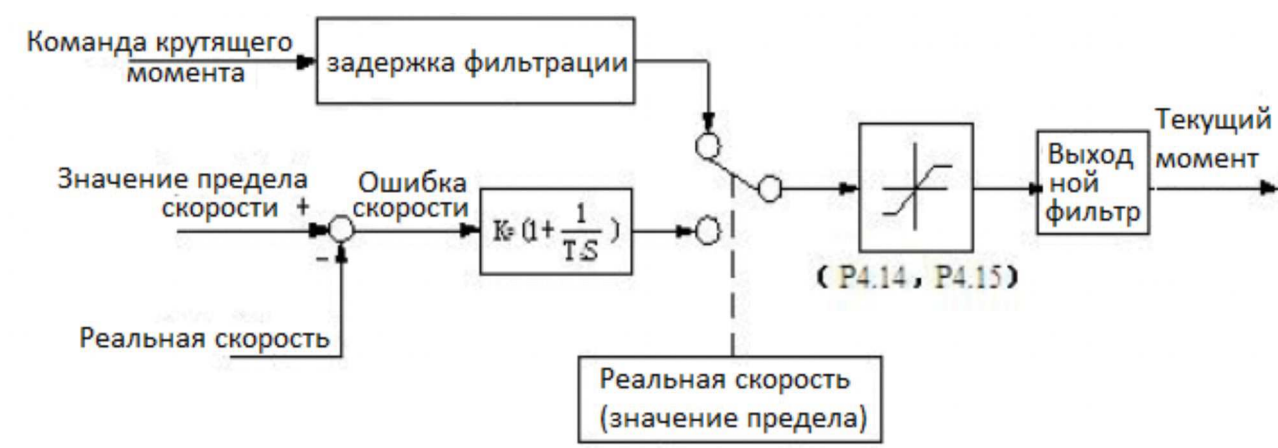 Команда крутящего
момента
задержка фильтрации
Значение предела
скорости +
Ошибка
скорости
-
Реальная скорость
1
K=(1+ )
T:S
Реальная скорость
(значение предела)
( P4.14, P4.15)
Выход
ной
фильтр
Текущий
момент